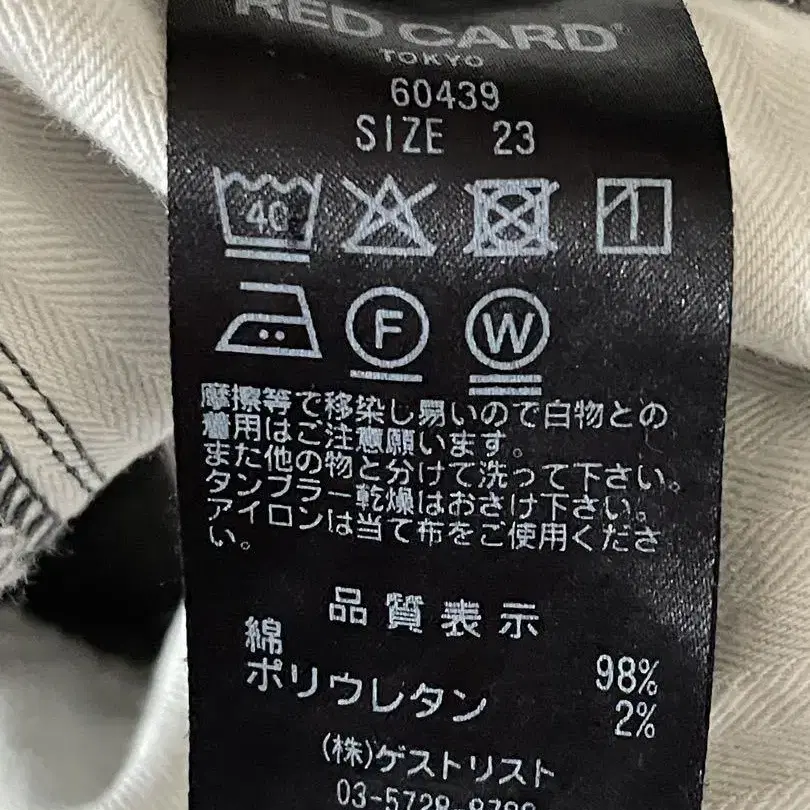 RED CARD
TOKYO
60439
SIZE 23
40
F W
摩擦等で移染し易いので白物との
着用はご注意願います。
また他の物と分けて洗って下さい。
タンブラー乾燥はおさけ下さい。
アイロンは当て布をご使用くださ
い。
品質表示
綿 98%
ポリウレタン 2%
(株)ゲストリスト